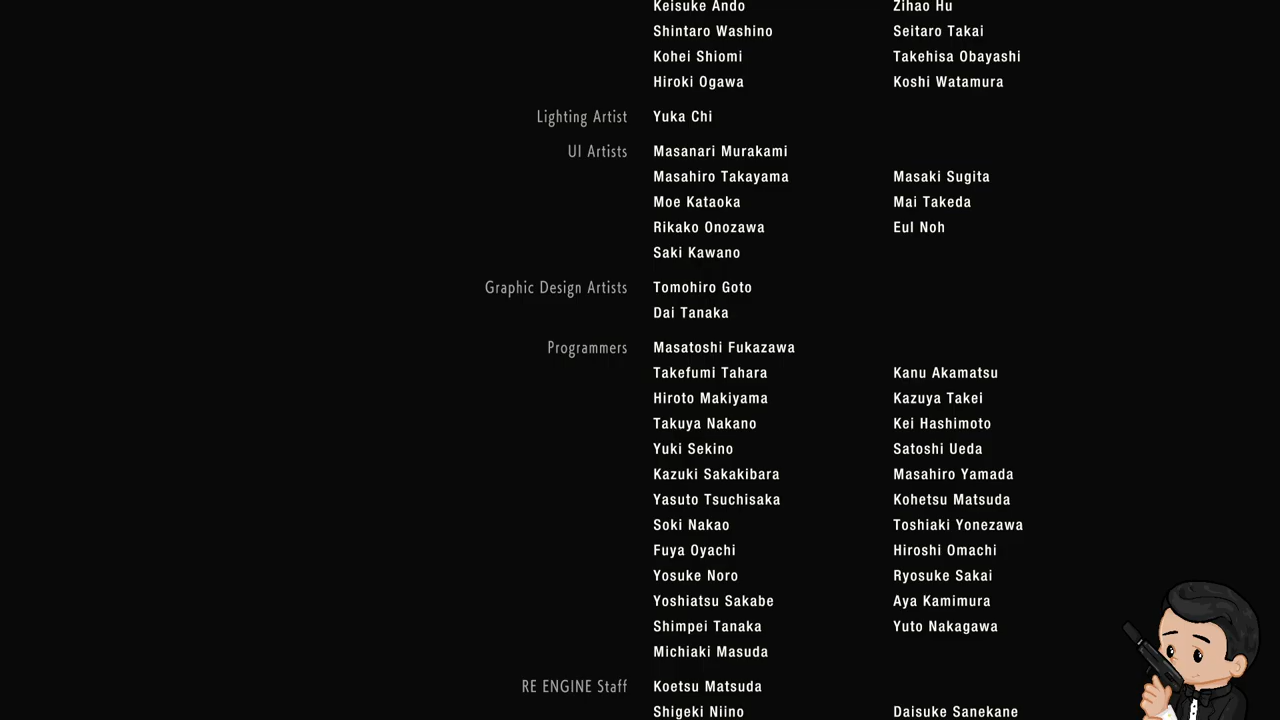 Keisuke Ando Zihao Hu
Shintaro Washino Seitaro Takai
Kohei Shiomi Takehisa Obayashi
Hiroki Ogawa Koshi Watamura
Lighting Artist Yuka Chi
UI Artists Masanari Murakami
Masahiro Takayama Masaki Sugita
Moe Kataoka Mai Takeda
Rikako Onozawa Eul Noh
Saki Kawano
Graphic Design Artists Tomohiro Goto
Dai Tanaka
Programmers Masatoshi Fukazawa
Takefumi Tahara Kanu Akamatsu
Hiroto Makiyama Kazuya Takei
Takuya Nakano Kei Hashimoto
Yuki Sekino Satoshi Ueda
Kazuki Sakakibara Masahiro Yamada
Yasuto Tsuchisaka Kohetsu Matsuda
Soki Nakao Toshiaki Yonezawa
Fuya Oyachi Hiroshi Omachi
Yosuke Noro Ryosuke Sakai
Yoshiatsu Sakabe Aya Kamimura
Shimpei Tanaka Yuto Nakagawa
Michiaki Masuda
RE ENGINE Staff Koetsu Matsuda
Shigeki Niino Daisuke Sanekane